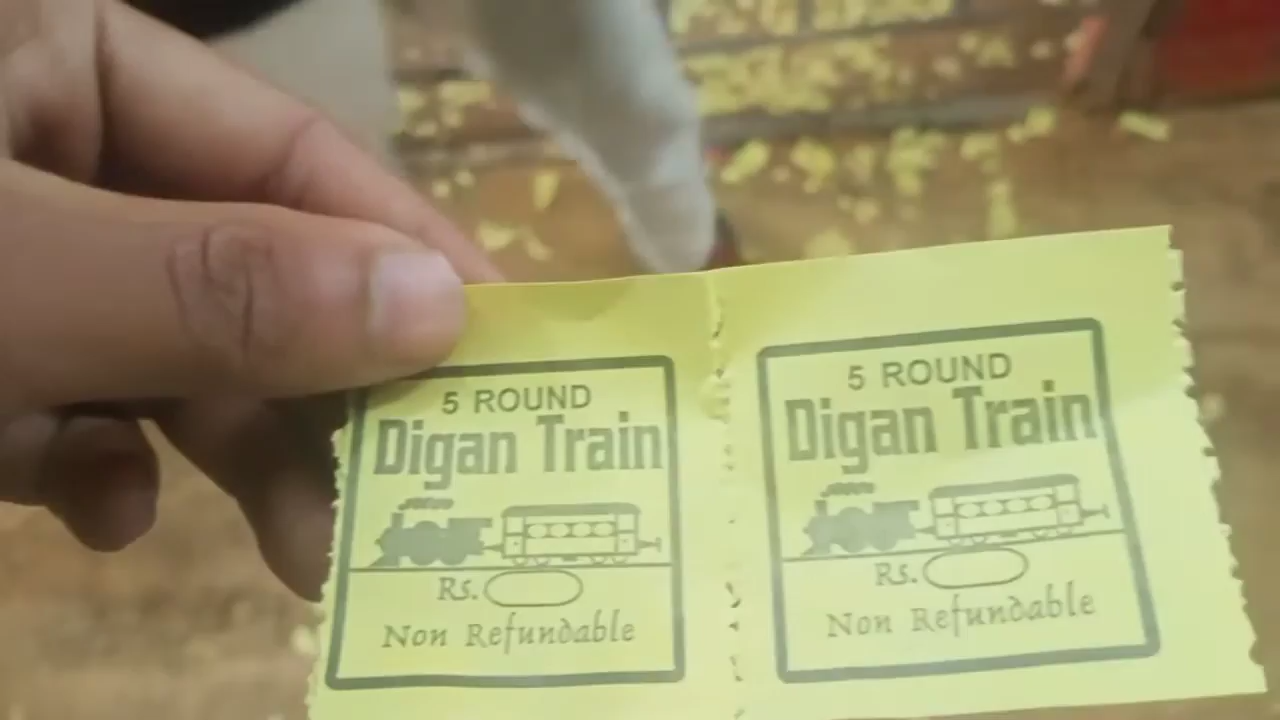 5 ROUND
Digan Train
Rs.
Non Refundable
5 ROUND
Digan Train
Rs.
Non Refundable